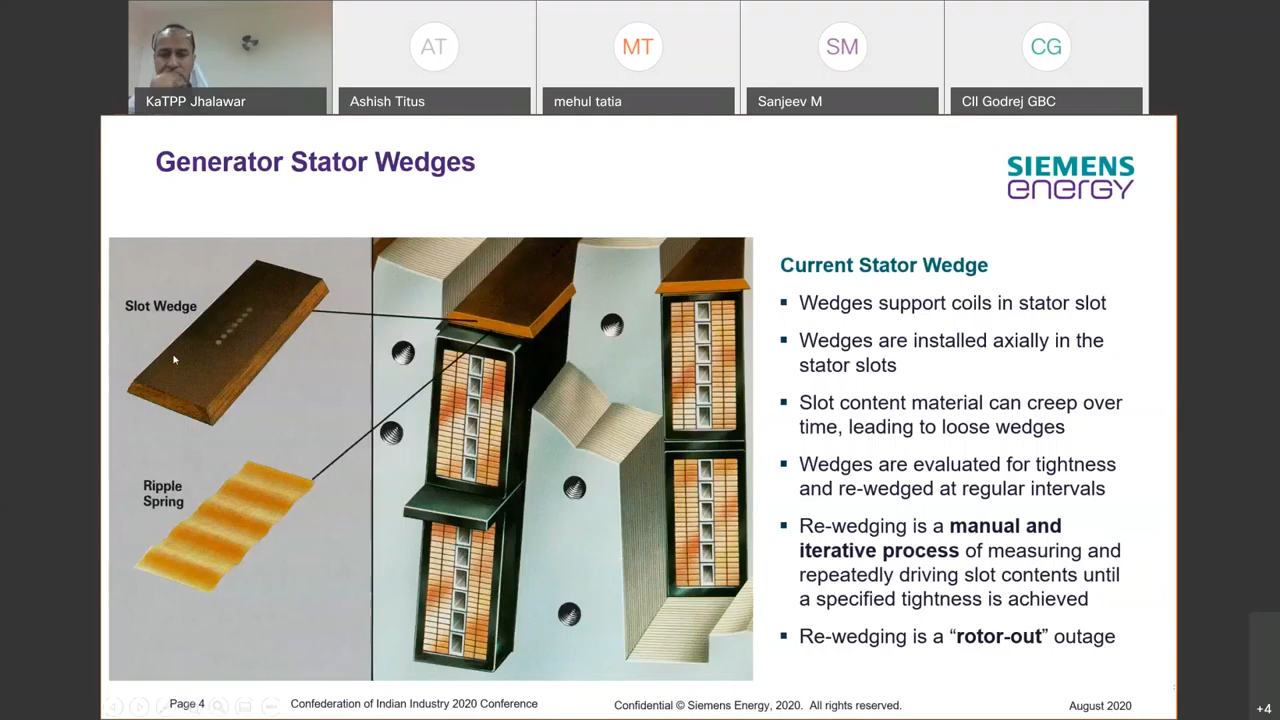 AT
MT
SM
CG
KaTPP Jhalawar
Ashish Titus
mehul tatia
Sanjeev M
CII Godrej GBC
Generator Stator Wedges
SIEMENS
energy
Slot Wedge
Ripple
Spring
Current Stator Wedge
▪ Wedges support coils in stator slot
▪ Wedges are installed axially in the
stator slots
▪ Slot content material can creep over
time, leading to loose wedges
▪ Wedges are evaluated for tightness
and re-wedged at regular intervals
▪ Re-wedging is a manual and
iterative process of measuring and
repeatedly driving slot contents until
a specified tightness is achieved
▪ Re-wedging is a “rotor-out” outage
Page 4
Confederation of Indian Industry 2020 Conference
Confidential © Siemens Energy, 2020. All rights reserved.
August 2020
+4